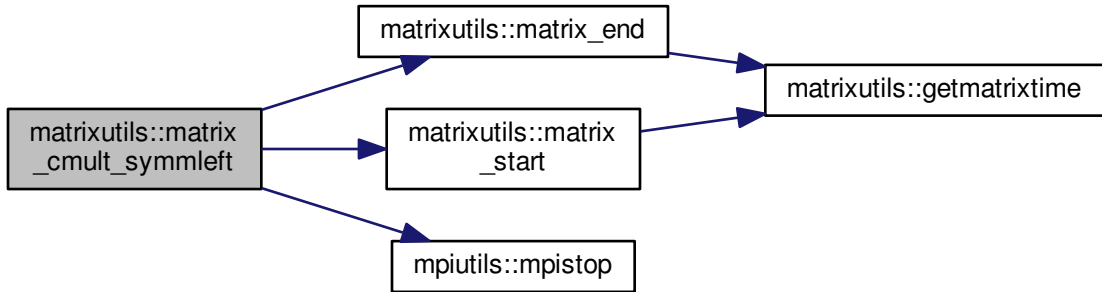 matrixutils::matrix_end
matrixutils::getmatrixtime
matrixutils::matrix
_cmult_symmleft
matrixutils::matrix
_start
mpiutils::mpistop